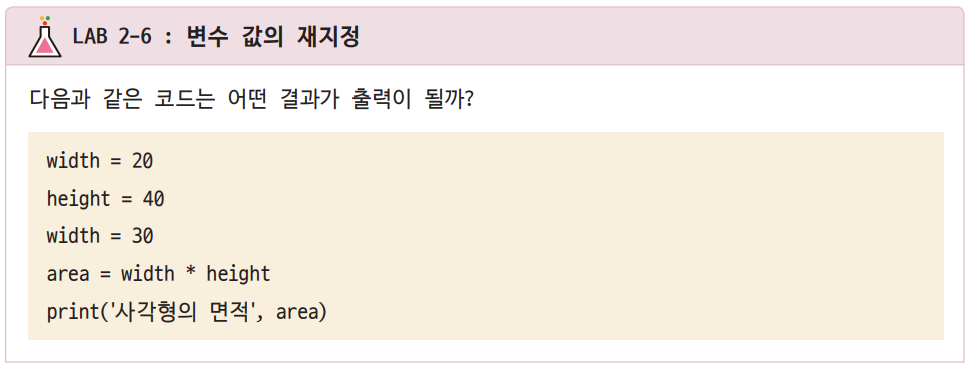 LAB 2-6 : 변수 값의 재지정
다음과 같은 코드는 어떤 결과가 출력이 될까?
width = 20
height = 40
width = 30
area = width * height
print('사각형의 면적', area)